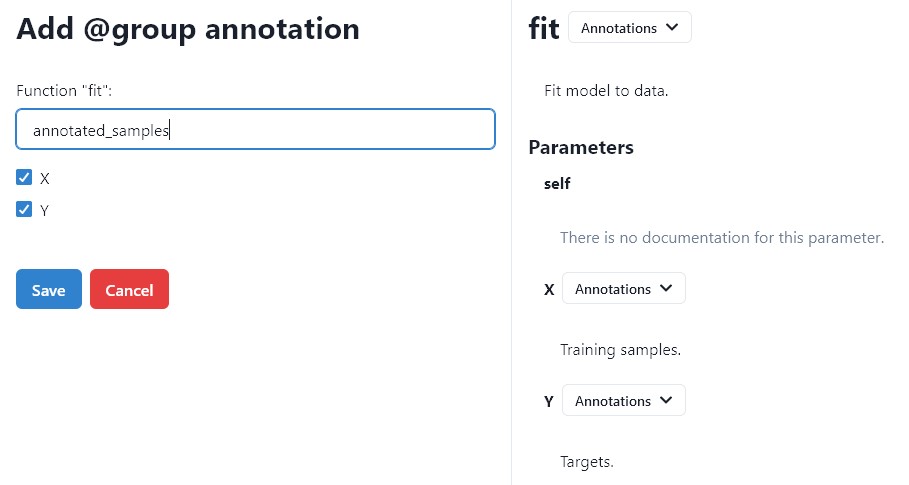 Add @group annotation
Function "fit":
annotated_samples
X
Y
Save Cancel
fit Annotations
Fit model to data.
Parameters
self
There is no documentation for this parameter.
X Annotations
Training samples.
Y Annotations
Targets.